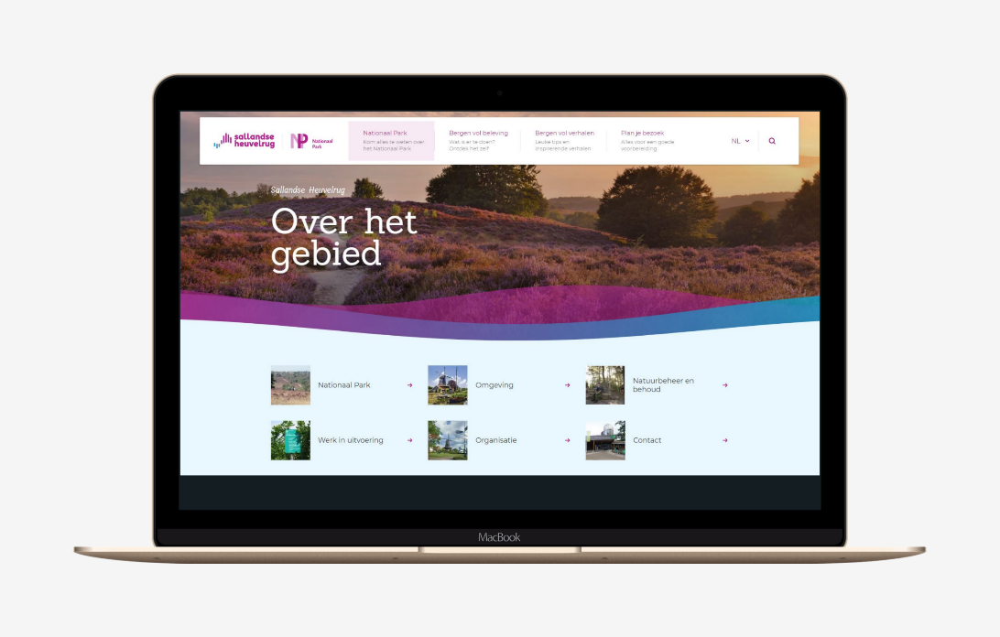 sallandse
heuvelrug
NP
Nationaal
Park
Nationaal Park
Kom alles te weten over
het Nationaal Park
Bergen vol beleving
Wat is er te doen?
Ontdek het zelf
Bergen vol verhalen
Leuke tips en
inspirerende verhalen
Plan je bezoek
Alles voor een goede
voorbereiding
NL
Sallandse Heuvelrug
Over het
gebied
Nationaal Park
Omgeving
Natuurbeheer en
behoud
Werk in uitvoering
Organisatie
Contact
MacBook